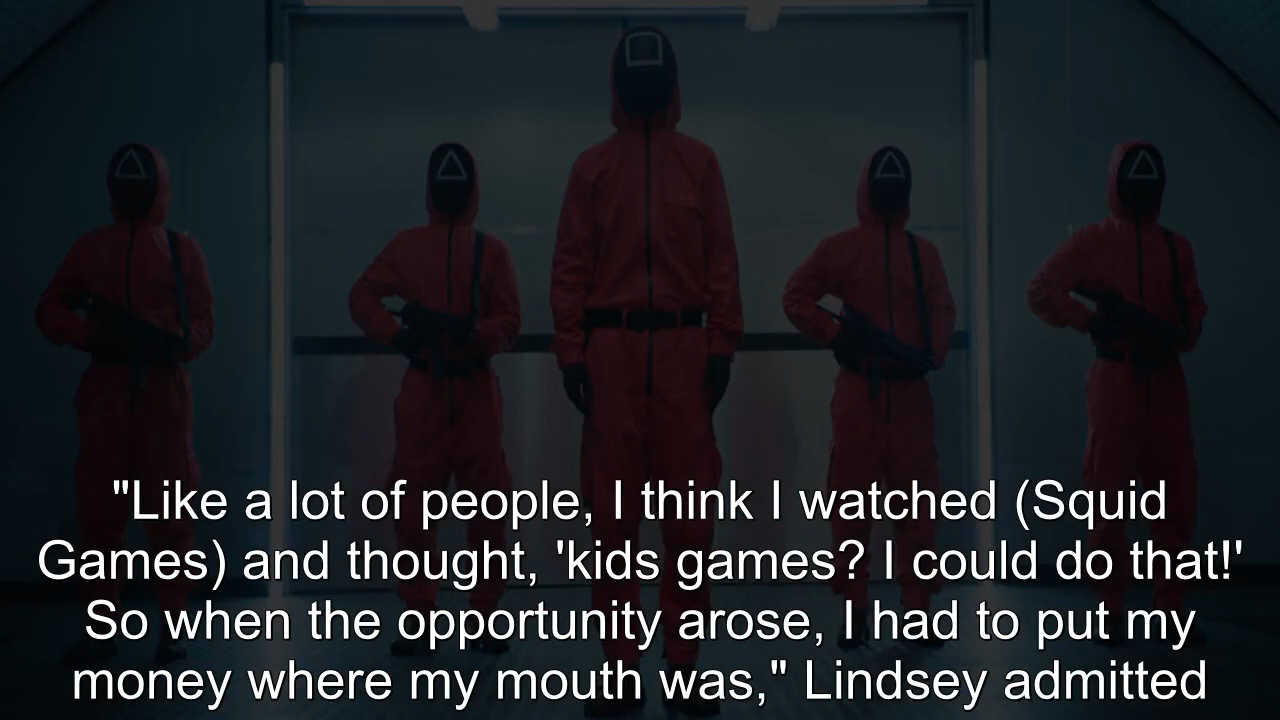 "Like a lot of people, I think I watched (Squid
Games) and thought, 'kids games? I could do that!'
So when the opportunity arose, I had to put my
money where my mouth was," Lindsey admitted